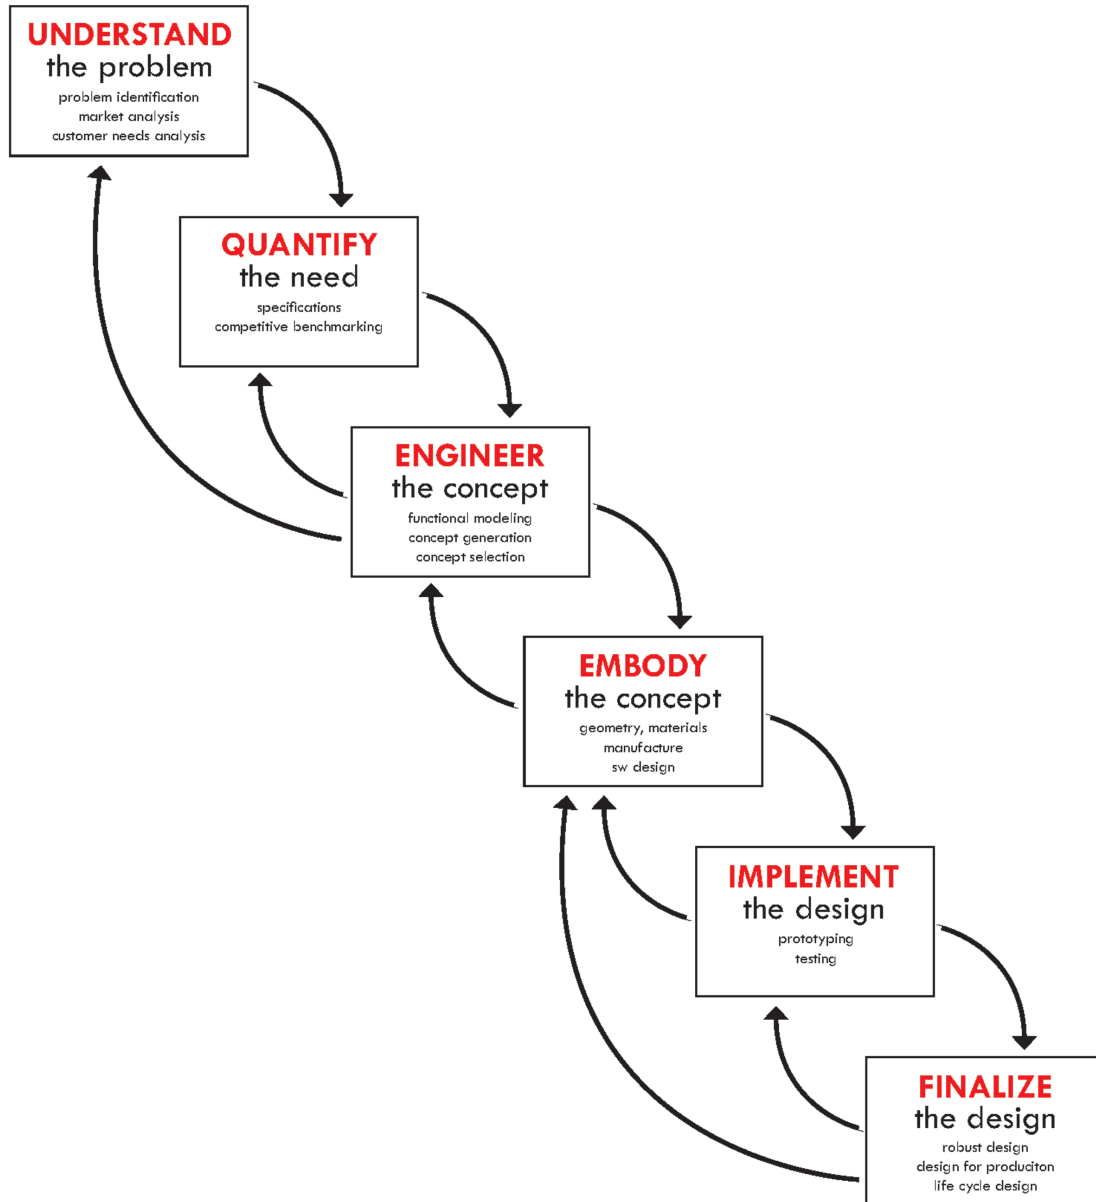 UNDERSTAND
the problem
problem identification
market analysis
customer needs analysis
QUANTIFY
the need
specifications
competitive benchmarking
ENGINEER
the concept
functional modeling
concept generation
concept selection
EMBODY
the concept
geometry, materials
manufacture
sw design
IMPLEMENT
the design
prototyping
testing
FINALIZE
the design
robust design
design for produciton
life cycle design